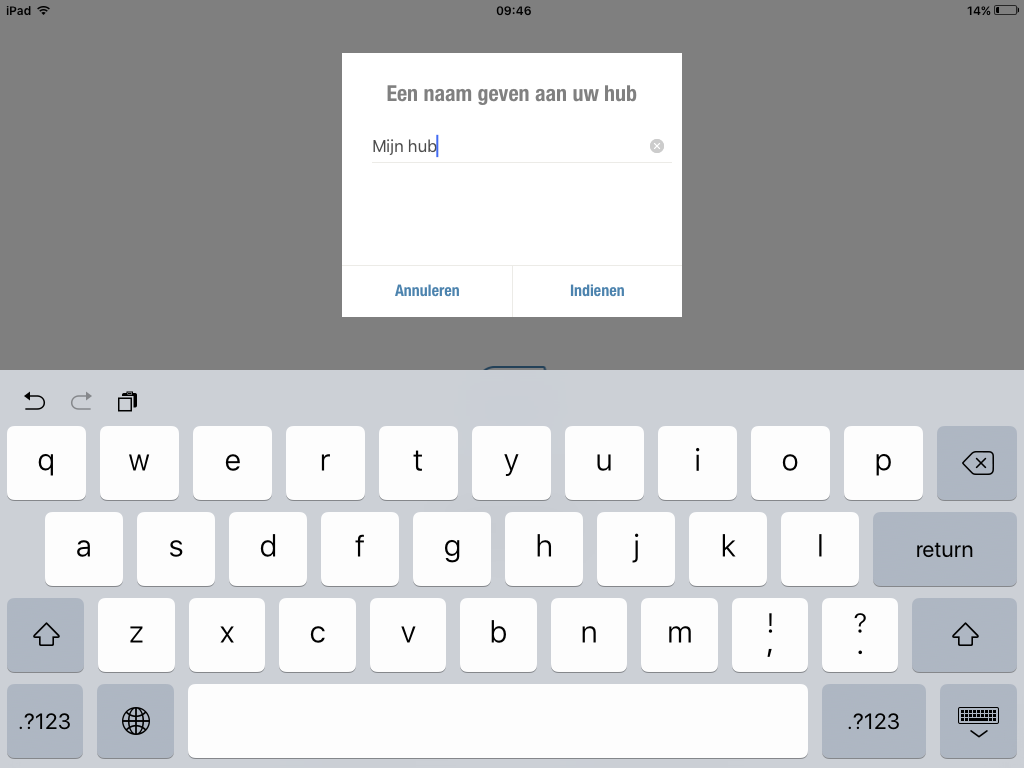 iPad 09:46 14%
Een naam geven aan uw hub
Mijn hub
Annuleren Indienen
q w e r t y u i o p
a s d f g h j k l return
z x c v b n m ! , ? .
.?123 .?123